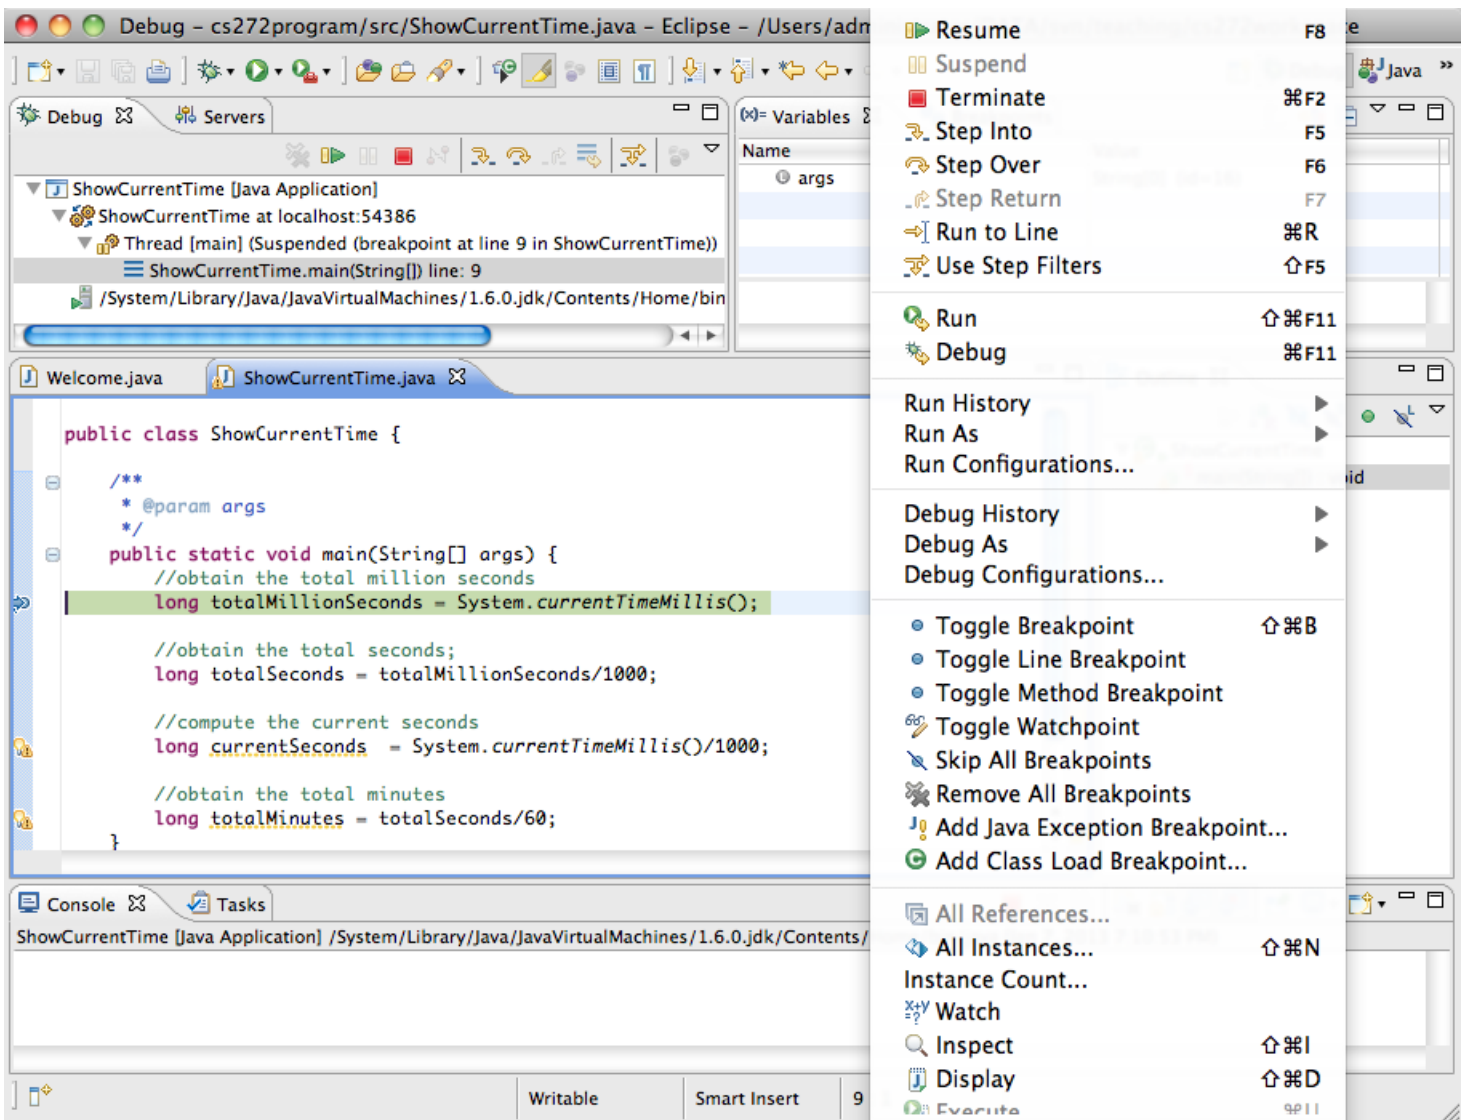 Debug – cs272program/src/ShowCurrentTime.java – Eclipse – /Users/adm
e
Java »
Debug
Servers
(x)= Variables
Name
args
ShowCurrentTime [Java Application]
ShowCurrentTime at localhost:54386
Thread [main] (Suspended (breakpoint at line 9 in ShowCurrentTime))
ShowCurrentTime.main(String[]) line: 9
/System/Library/Java/JavaVirtualMachines/1.6.0.jdk/Contents/Home/bin
Welcome.java
ShowCurrentTime.java
public class ShowCurrentTime {
/**
* @param args
*/
public static void main(String[] args) {
//obtain the total million seconds
long totalMillionSeconds = System.currentTimeMillis();
//obtain the total seconds;
long totalSeconds = totalMillionSeconds/1000;
//compute the current seconds
long currentSeconds  = System.currentTimeMillis()/1000;
//obtain the total minutes
long totalMinutes = totalSeconds/60;
}
oid
Console
Tasks
ShowCurrentTime [Java Application] /System/Library/Java/JavaVirtualMachines/1.6.0.jdk/Contents/
Writable
Smart Insert
9
Resume F8
Suspend
Terminate ⌘F2
Step Into F5
Step Over F6
Step Return F7
Run to Line ⌘R
Use Step Filters ⇧F5
Run ⇧⌘F11
Debug ⌘F11
Run History
Run As
Run Configurations...
Debug History
Debug As
Debug Configurations...
Toggle Breakpoint ⇧⌘B
Toggle Line Breakpoint
Toggle Method Breakpoint
Toggle Watchpoint
Skip All Breakpoints
Remove All Breakpoints
Add Java Exception Breakpoint...
Add Class Load Breakpoint...
All References...
All Instances... ⇧⌘N
Instance Count...
Watch
Inspect ⇧⌘I
Display ⇧⌘D
Execute ⌘U